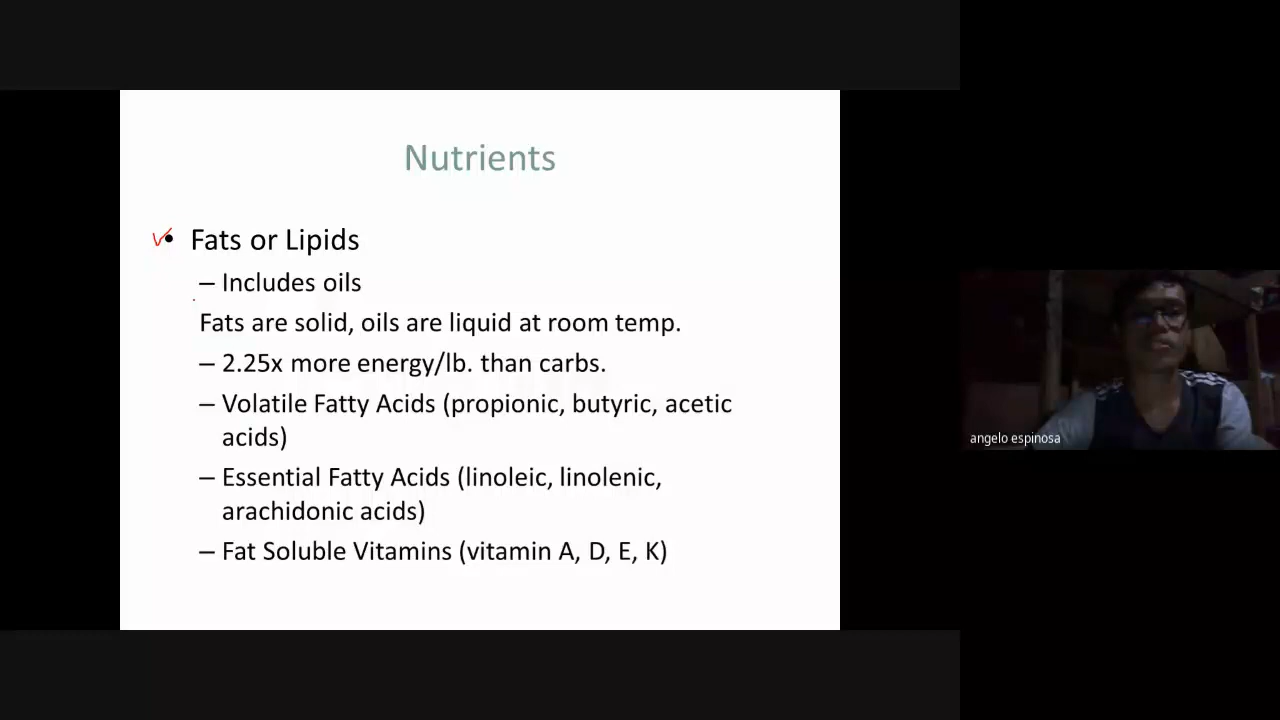 Nutrients
• Fats or Lipids
– Includes oils
Fats are solid, oils are liquid at room temp.
– 2.25x more energy/lb. than carbs.
– Volatile Fatty Acids (propionic, butyric, acetic
acids)
– Essential Fatty Acids (linoleic, linolenic,
arachidonic acids)
– Fat Soluble Vitamins (vitamin A, D, E, K)
angelo espinosa